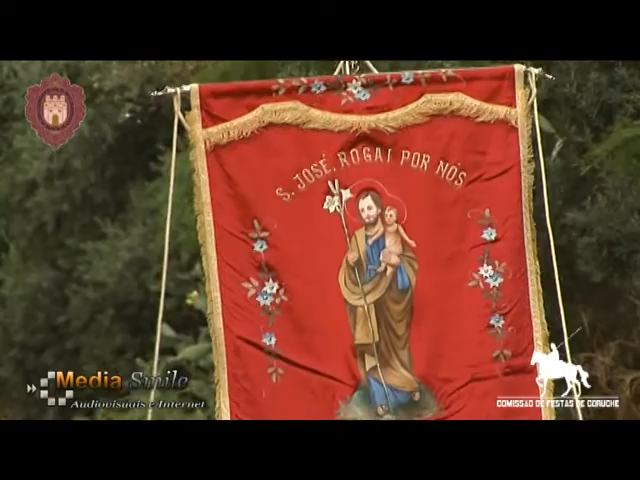 S. JOSÉ, ROGAI POR NÓS
Media Smile
Audiovisuais e Internet
COMISSÃO DE FESTAS DE CORUCHE